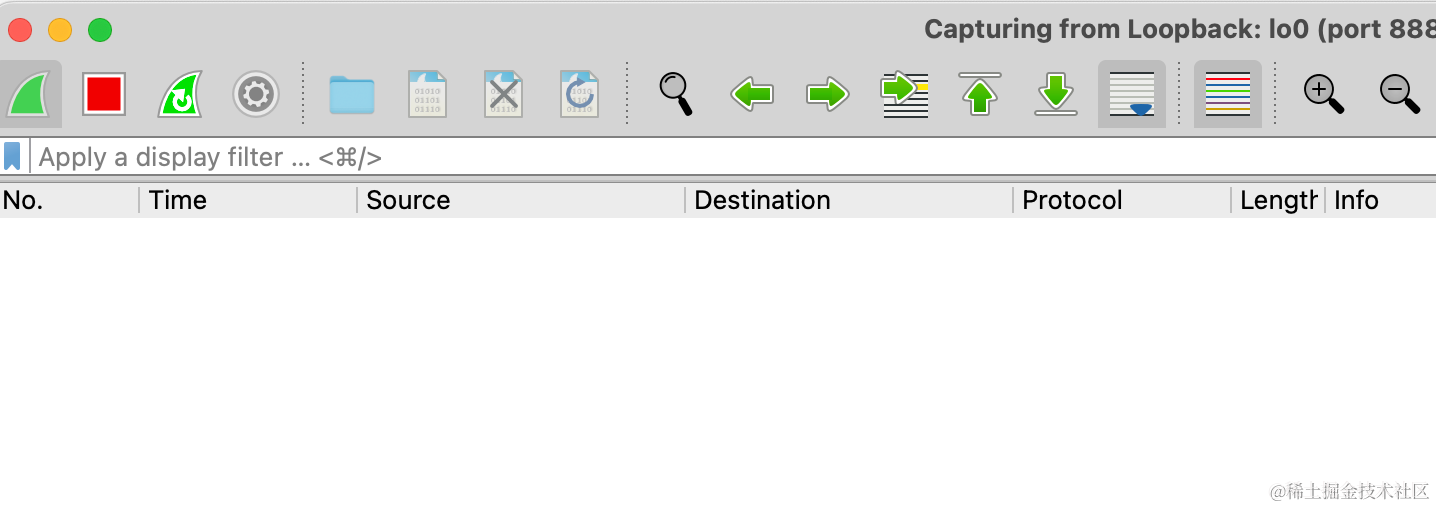 Capturing from Loopback: lo0 (port 888
Apply a display filter ... <⌘/>
No. Time Source Destination Protocol Length Info
@稀土掘金技术社区